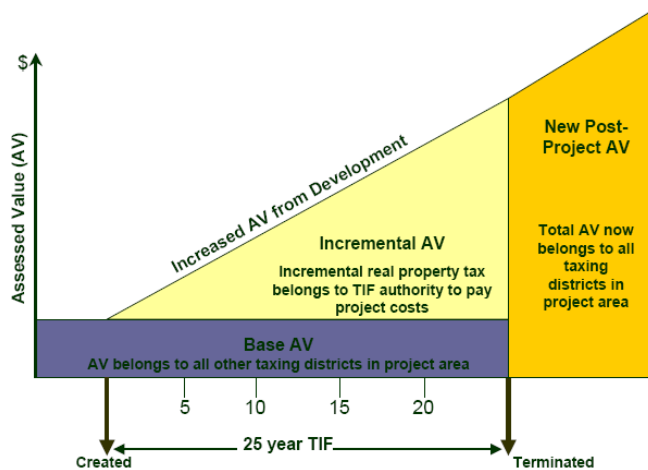 $
Assessed Value (AV)
Increased AV from Development
New Post-
Project AV
Incremental AV
Incremental real property tax
belongs to TIF authority to pay
project costs
Total AV now
belongs to all
taxing
districts in
project area
Base AV
AV belongs to all other taxing districts in project area
5
10
15
20
25 year TIF
Created
Terminated